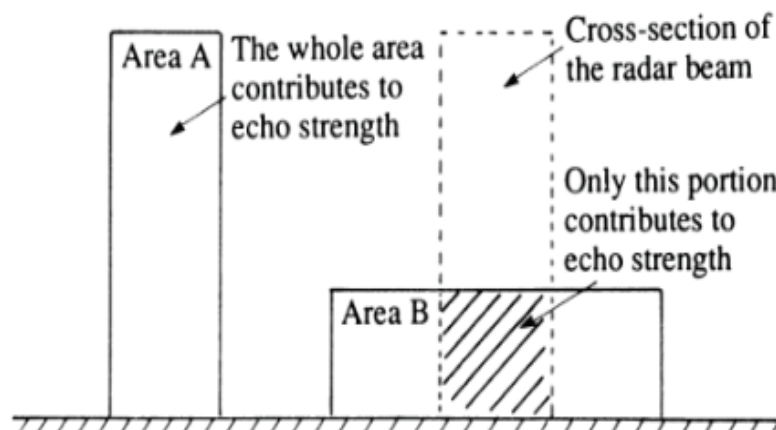 Area A
The whole area
contributes to
echo strength
Cross-section of
the radar beam
Only this portion
contributes to
echo strength
Area B